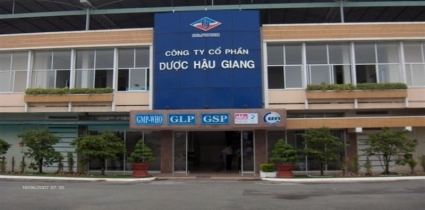 CÔNG TY CỔ PHẦN
DƯỢC HẬU GIANG
GMP-WHO GLP GSP